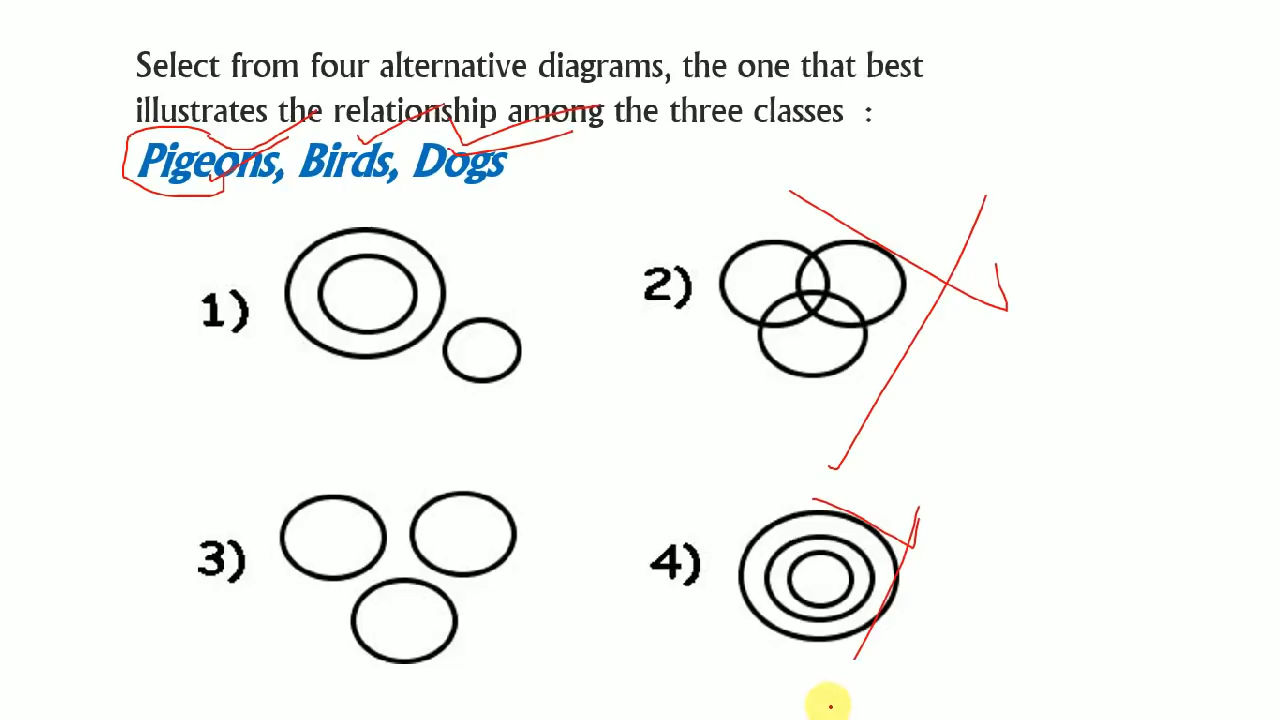 Select from four alternative diagrams, the one that best
illustrates the relationship among the three classes :
Pigeons, Birds, Dogs
1)
2)
3)
4)